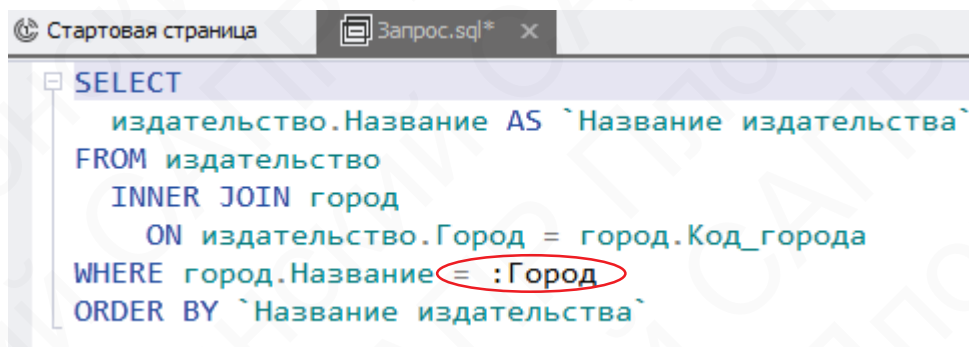 Стартовая страница Запрос.sql*
SELECT
издательство.Название AS `Название издательства`
FROM издательство
INNER JOIN город
ON издательство.Город = город.Код_города
WHERE город.Название = :Город
ORDER BY `Название издательства`